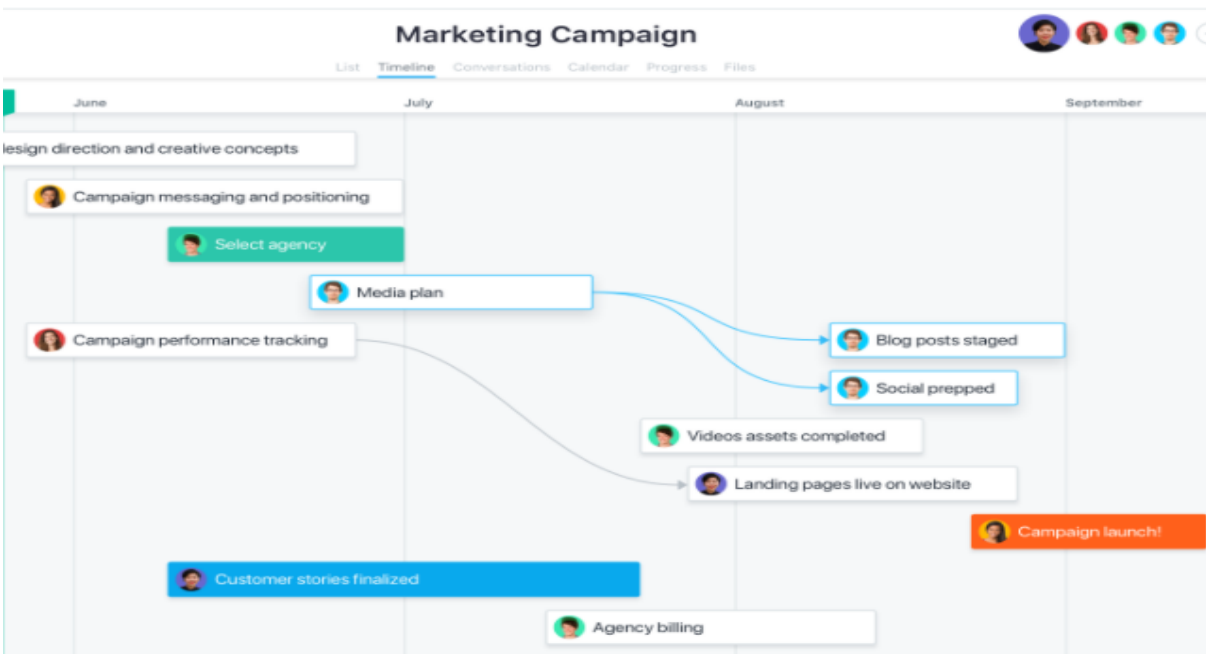 Marketing Campaign
List Timeline Conversations Calendar Progress Files
June July August September
design direction and creative concepts
Campaign messaging and positioning
Select agency
Media plan
Campaign performance tracking
Blog posts staged
Social prepped
Videos assets completed
Landing pages live on website
Campaign launch!
Customer stories finalized
Agency billing